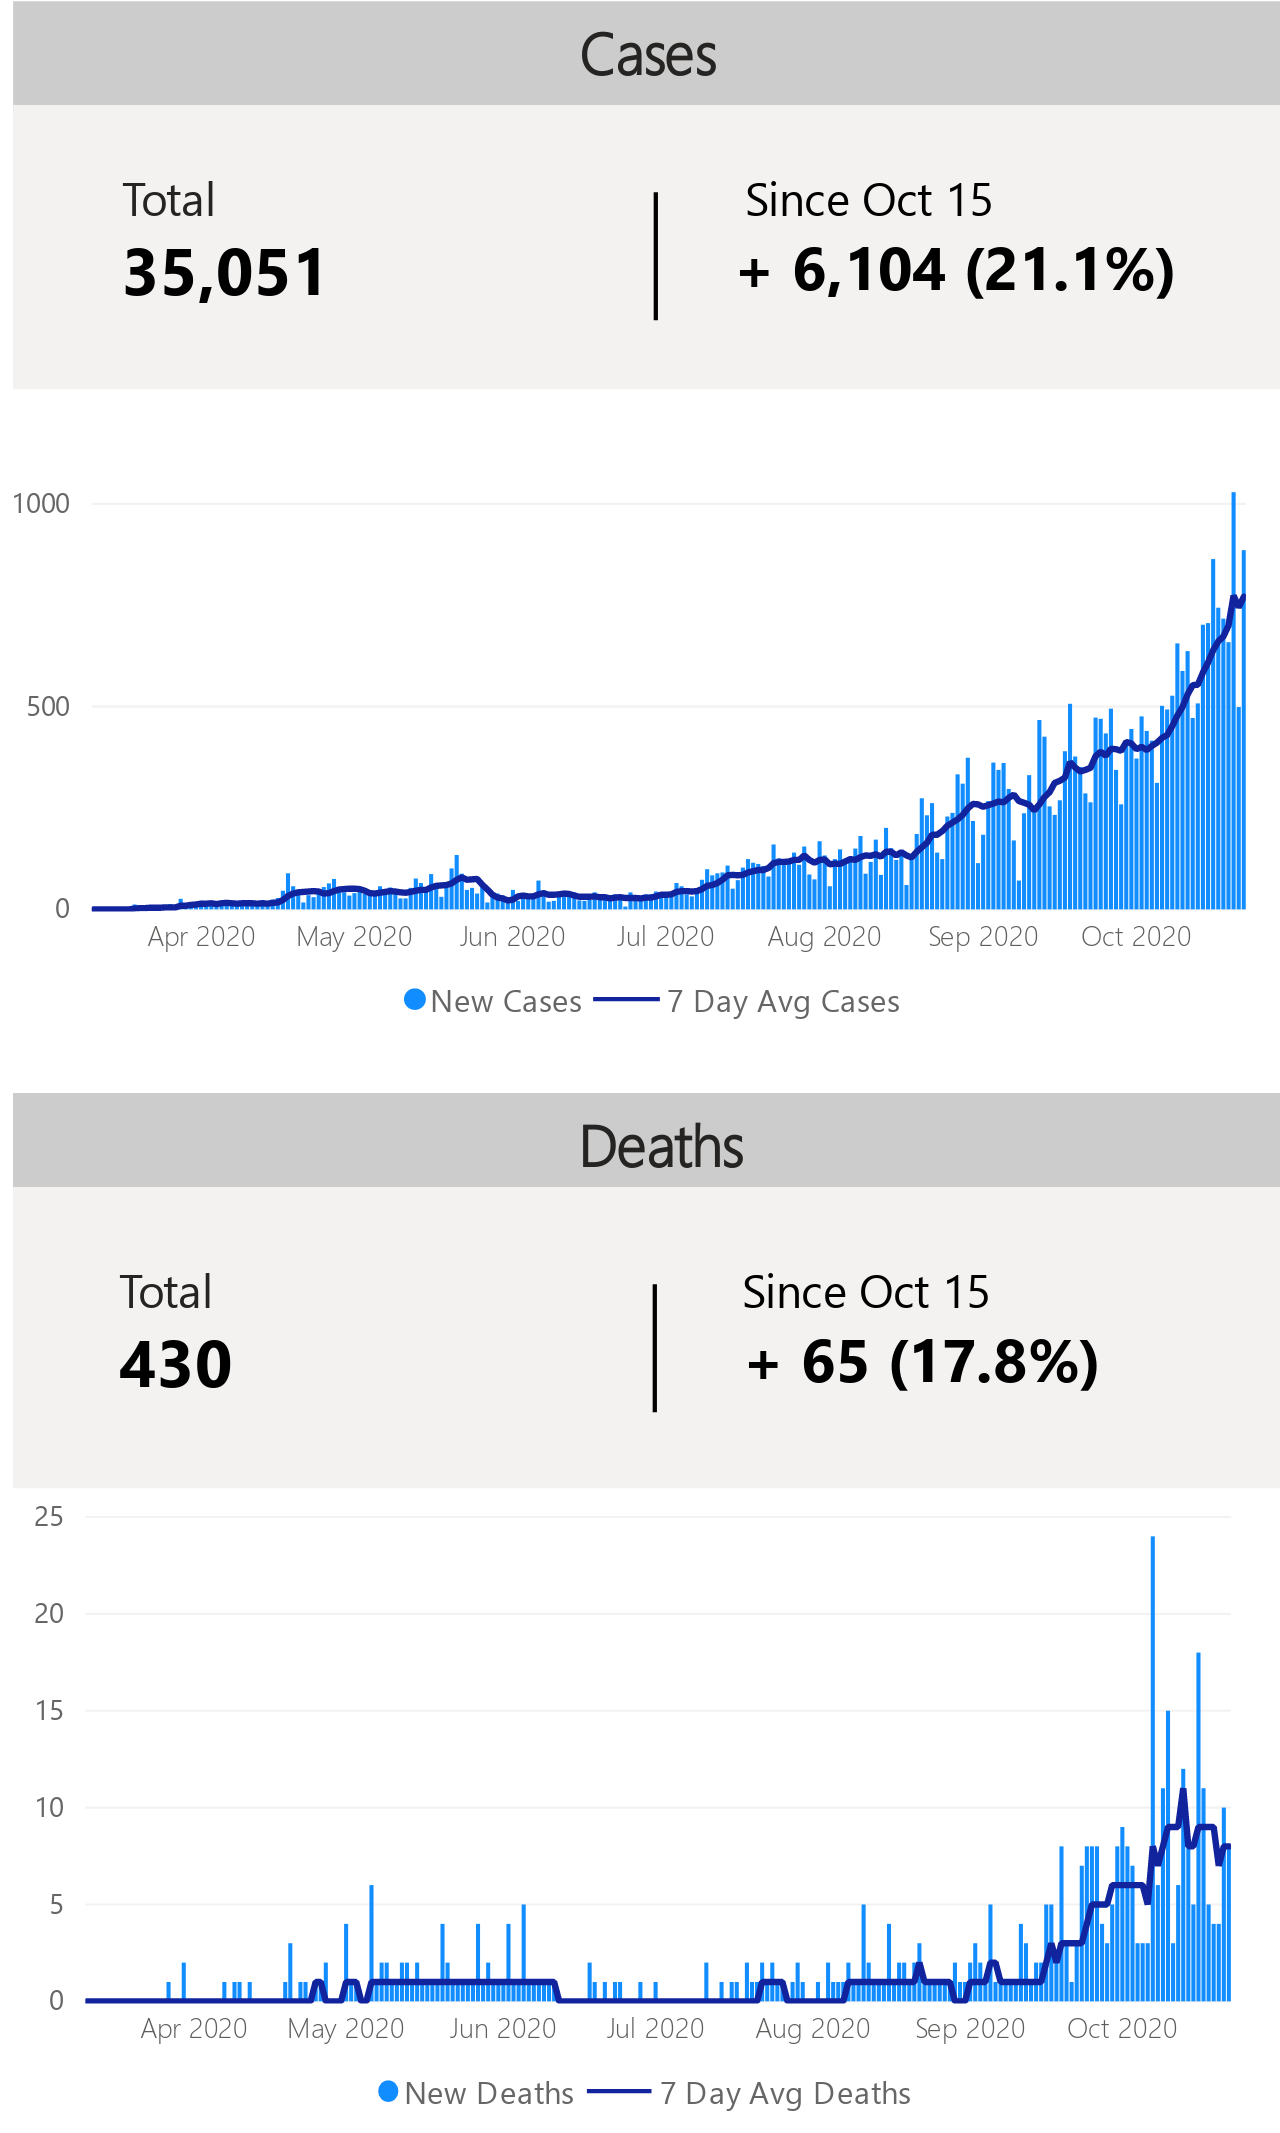 Cases
Total
Since Oct 15
35,051
+ 6,104 (21.1%)
1000
500
0
Apr 2020 May 2020 Jun 2020 Jul 2020 Aug 2020 Sep 2020 Oct 2020
New Cases 7 Day Avg Cases
Deaths
Total
Since Oct 15
430
+ 65 (17.8%)
25
20
15
10
5
0
Apr 2020 May 2020 Jun 2020 Jul 2020 Aug 2020 Sep 2020 Oct 2020
New Deaths 7 Day Avg Deaths